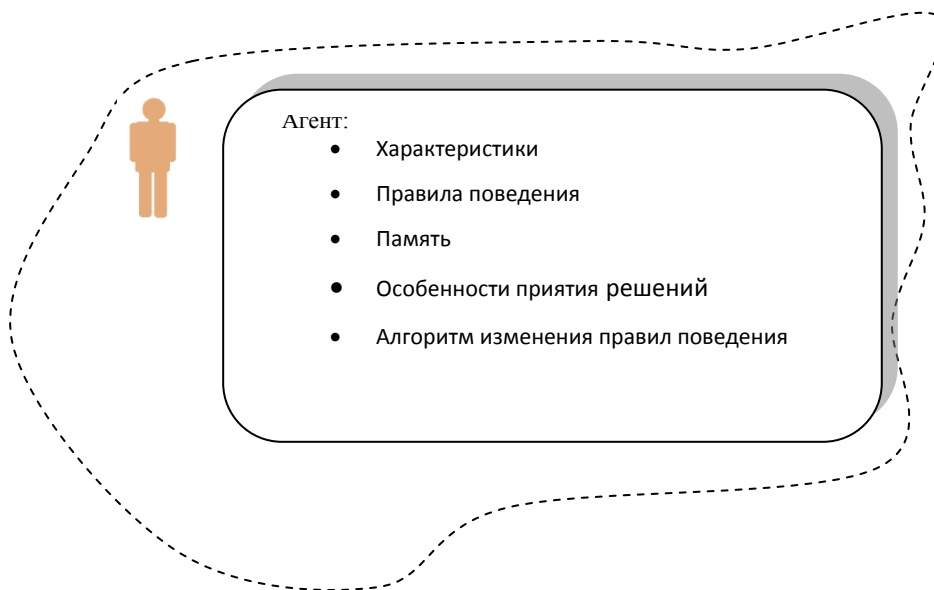 Агент:
• Характеристики
• Правила поведения
• Память
• Особенности приятия решений
• Алгоритм изменения правил поведения